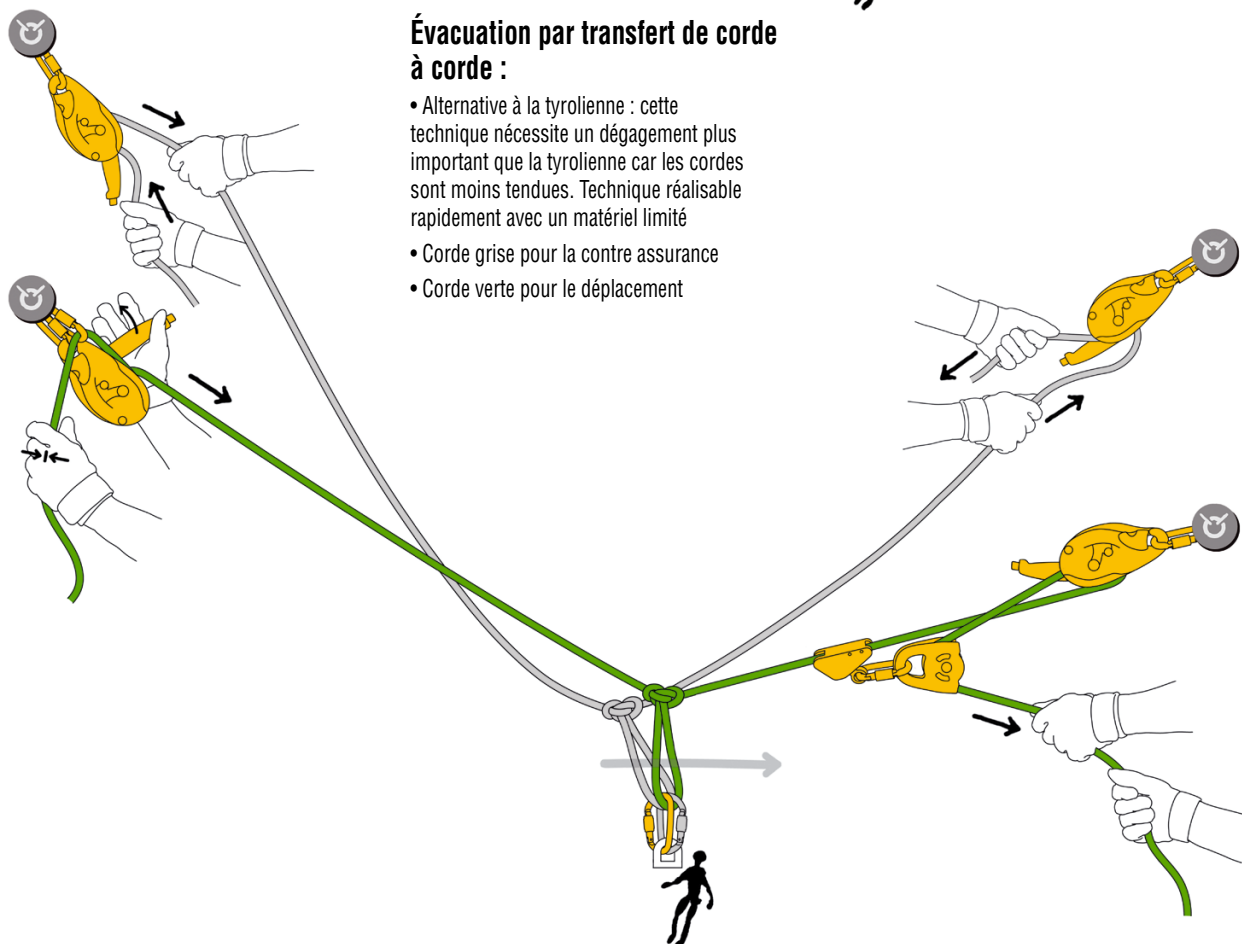 Évacuation par transfert de corde
à corde :
• Alternative à la tyrolienne : cette
technique nécessite un dégagement plus
important que la tyrolienne car les cordes
sont moins tendues. Technique réalisable
rapidement avec un matériel limité
• Corde grise pour la contre assurance
• Corde verte pour le déplacement